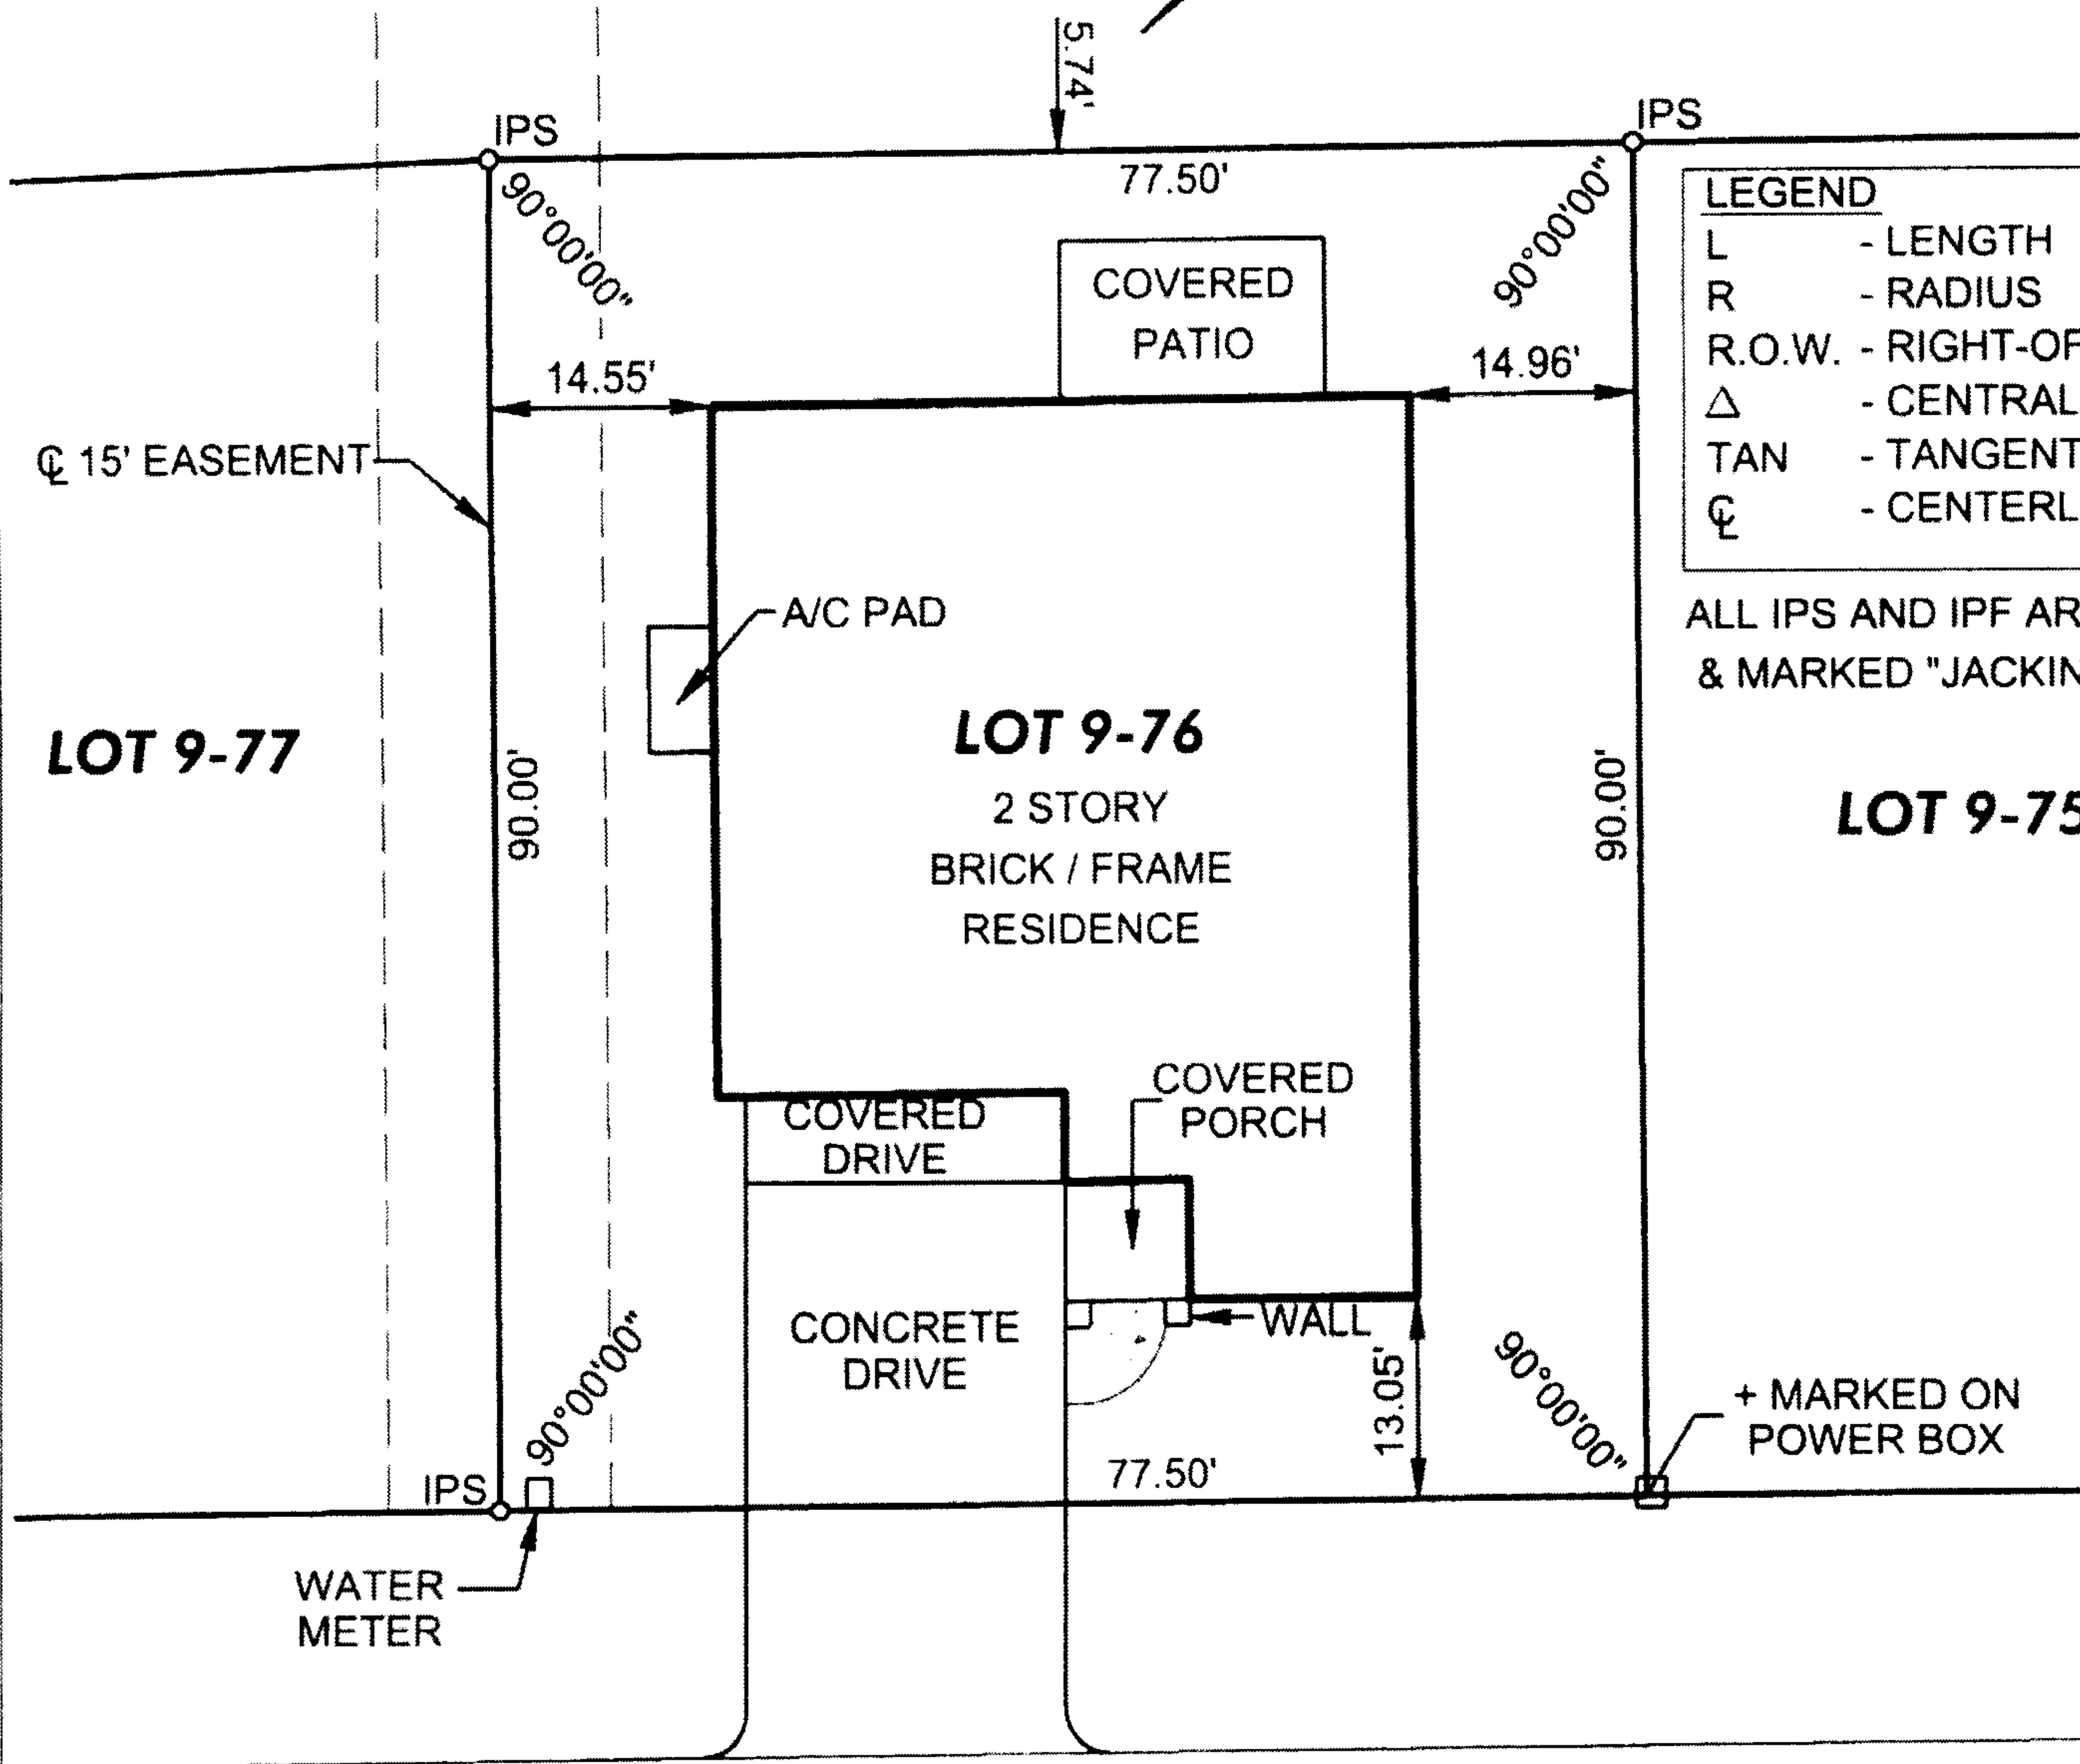 5.74'
IPS
IPS
77.50'
90°00'00"
90°00'00"
LEGEND
L - LENGTH
R - RADIUS
R.O.W. - RIGHT-OF
△ - CENTRAL
TAN - TANGENT
℄ - CENTERL
COVERED
PATIO
14.55'
14.96'
℄ 15' EASEMENT
A/C PAD
ALL IPS AND IPF AR
& MARKED "JACKIN
LOT 9-77
90.00'
LOT 9-76
2 STORY
BRICK / FRAME
RESIDENCE
90.00'
LOT 9-75
COVERED
DRIVE
COVERED
PORCH
CONCRETE
DRIVE
WALL
13.05'
90°00'00"
90°00'00"
+ MARKED ON
POWER BOX
IPS
77.50'
WATER
METER